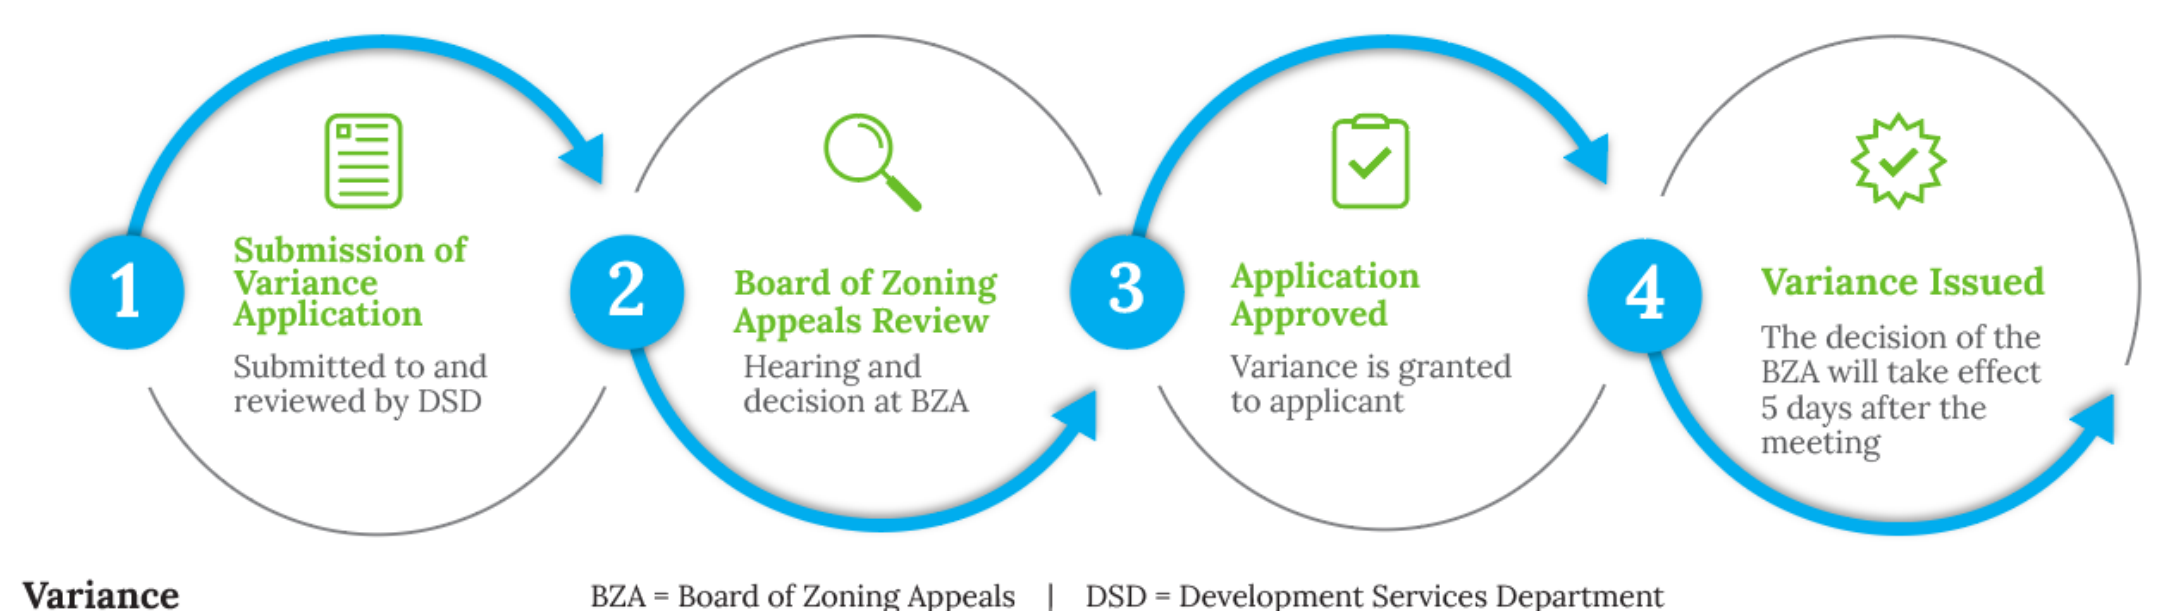 1
Submission of
Variance
Application
Submitted to and
reviewed by DSD
2
Board of Zoning
Appeals Review
Hearing and
decision at BZA
3
Application
Approved
Variance is granted
to applicant
4
Variance Issued
The decision of the
BZA will take effect
5 days after the
meeting
Variance
BZA = Board of Zoning Appeals | DSD = Development Services Department